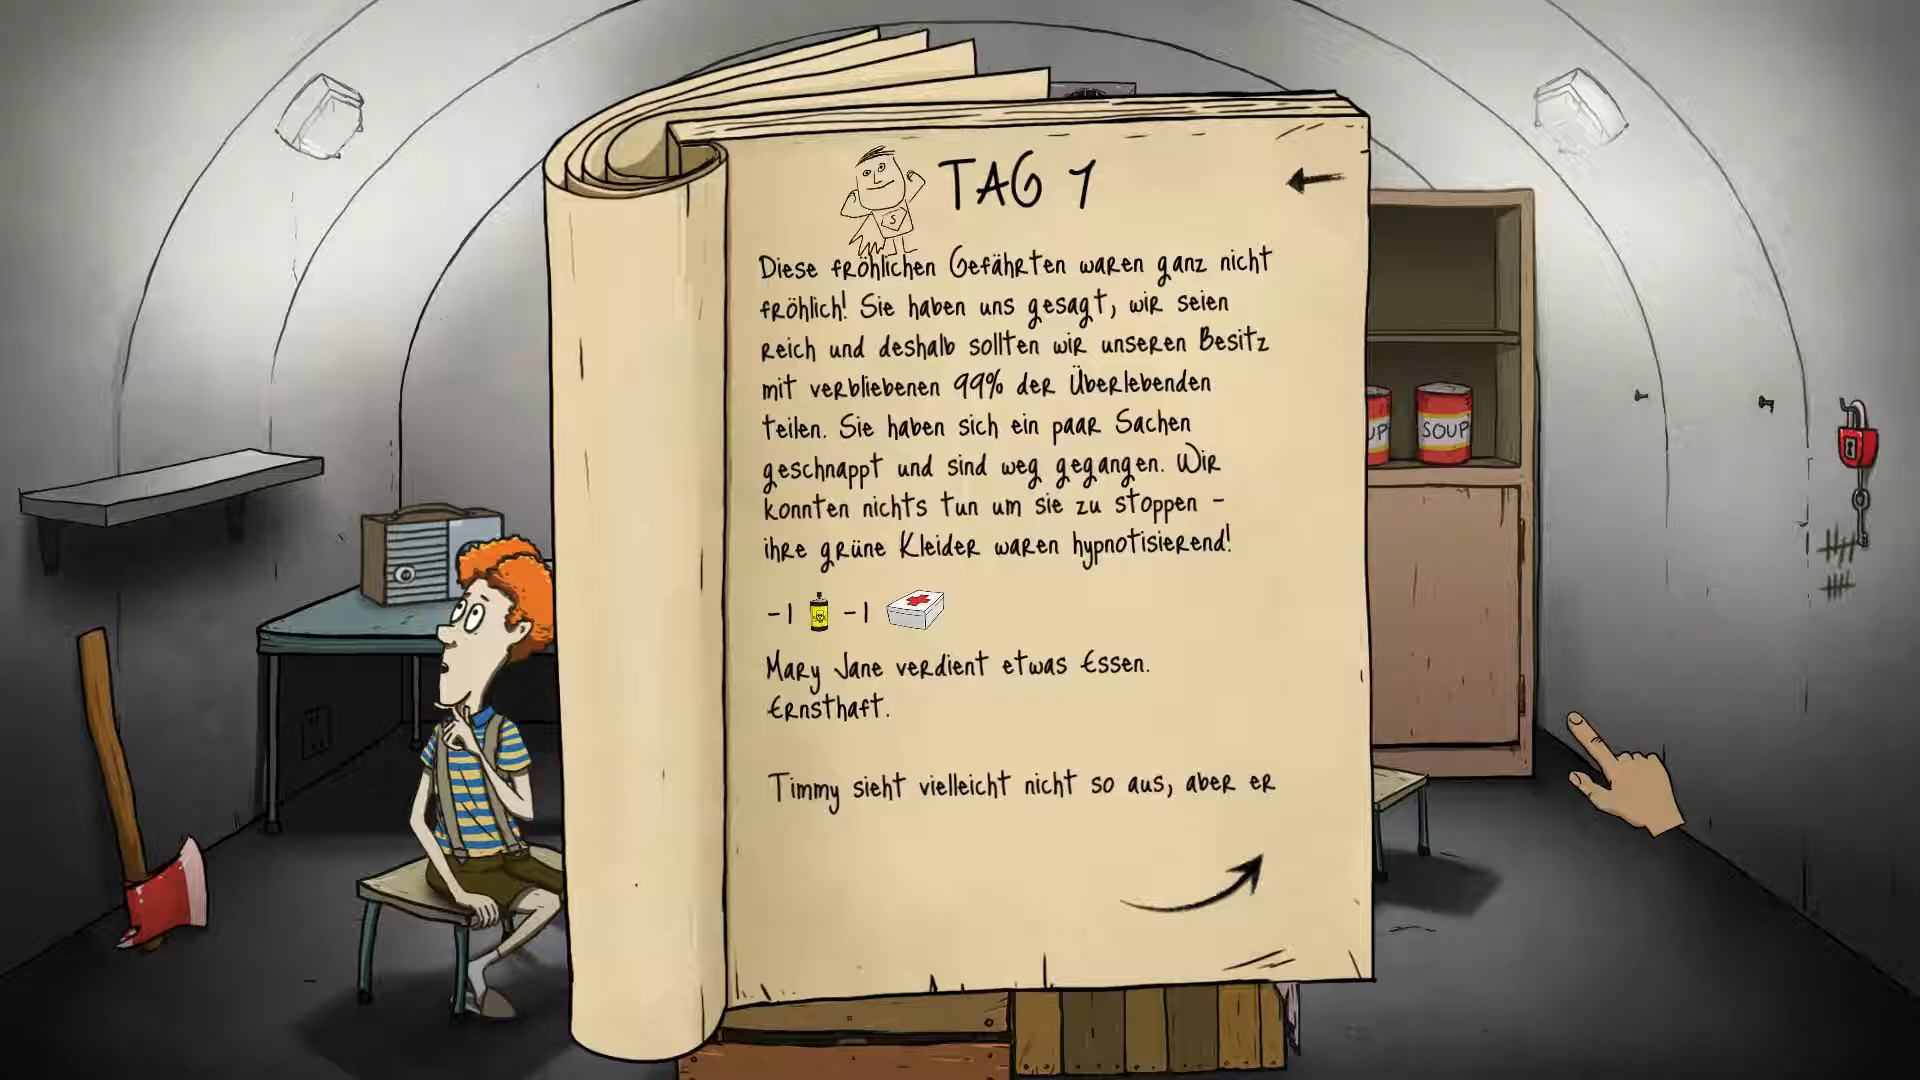 TAG 7
Diese fröhlichen Gefährten waren ganz nicht
fröhlich! Sie haben uns gesagt, wir seien
reich und deshalb sollten wir unseren Besitz
mit verbliebenen 99% der Überlebenden
teilen. Sie haben sich ein paar Sachen
geschnappt und sind weg gegangen. Wir
konnten nichts tun um sie zu stoppen -
ihre grüne Kleider waren hypnotisierend!
-1 -1
Mary Jane verdient etwas Essen.
Ernsthaft.
Timmy sieht vielleicht nicht so aus, aber er
UP
SOUP
S